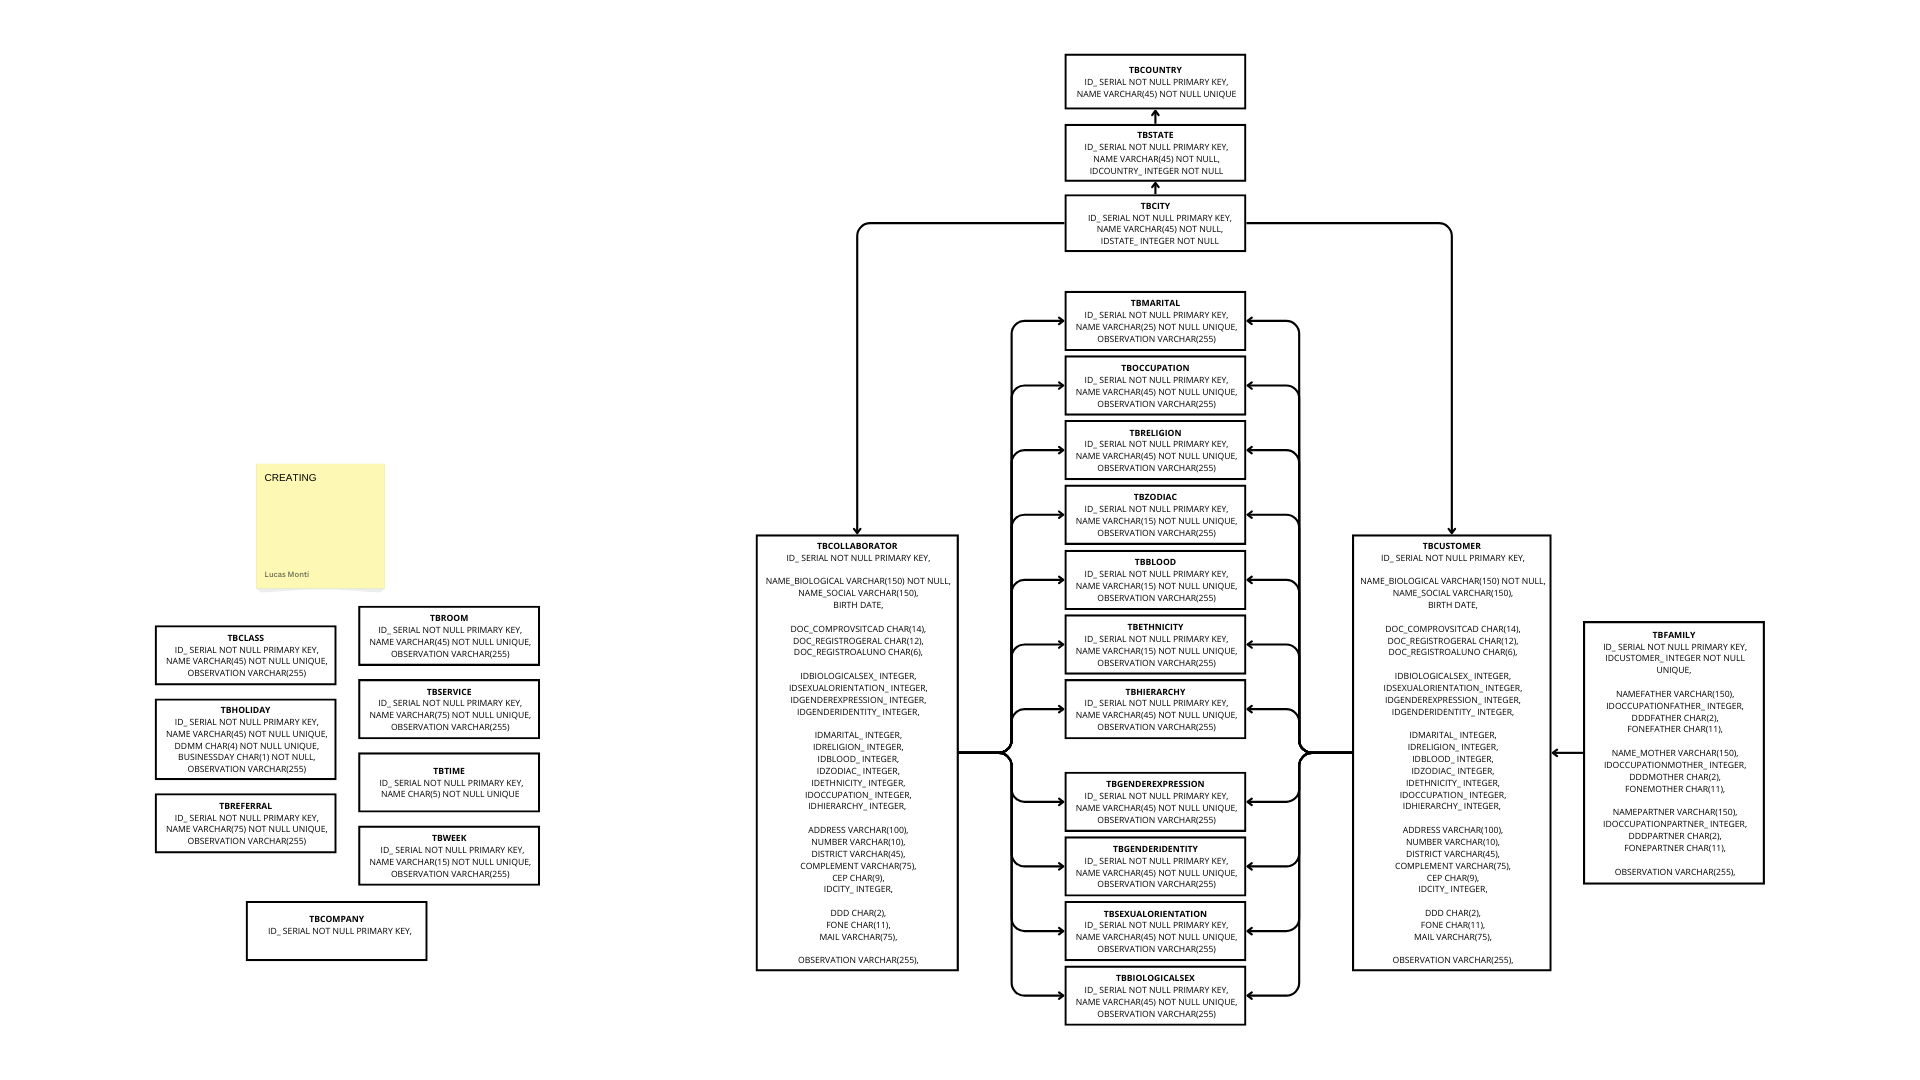 TBCOUNTRY
ID_ SERIAL NOT NULL PRIMARY KEY,
NAME VARCHAR(45) NOT NULL UNIQUE
TBSTATE
ID_ SERIAL NOT NULL PRIMARY KEY,
NAME VARCHAR(45) NOT NULL,
IDCOUNTRY_ INTEGER NOT NULL
TBCITY
ID_ SERIAL NOT NULL PRIMARY KEY,
NAME VARCHAR(45) NOT NULL,
IDSTATE_ INTEGER NOT NULL
CREATING
Lucas Monti
TBCLASS
ID_ SERIAL NOT NULL PRIMARY KEY,
NAME VARCHAR(45) NOT NULL UNIQUE,
OBSERVATION VARCHAR(255)
TBHOLIDAY
ID_ SERIAL NOT NULL PRIMARY KEY,
NAME VARCHAR(45) NOT NULL UNIQUE,
DDMM CHAR(4) NOT NULL UNIQUE,
BUSINESSDAY CHAR(1) NOT NULL,
OBSERVATION VARCHAR(255)
TBREFERRAL
ID_ SERIAL NOT NULL PRIMARY KEY,
NAME VARCHAR(75) NOT NULL UNIQUE,
OBSERVATION VARCHAR(255)
TBROOM
ID_ SERIAL NOT NULL PRIMARY KEY,
NAME VARCHAR(45) NOT NULL UNIQUE,
OBSERVATION VARCHAR(255)
TBSERVICE
ID_ SERIAL NOT NULL PRIMARY KEY,
NAME VARCHAR(75) NOT NULL UNIQUE,
OBSERVATION VARCHAR(255)
TBTIME
ID_ SERIAL NOT NULL PRIMARY KEY,
NAME CHAR(5) NOT NULL UNIQUE
TBWEEK
ID_ SERIAL NOT NULL PRIMARY KEY,
NAME VARCHAR(15) NOT NULL UNIQUE,
OBSERVATION VARCHAR(255)
TBCOMPANY
ID_ SERIAL NOT NULL PRIMARY KEY,
TBCOLLABORATOR
ID_ SERIAL NOT NULL PRIMARY KEY,
NAME_BIOLOGICAL VARCHAR(150) NOT NULL,
NAME_SOCIAL VARCHAR(150),
BIRTH DATE,
DOC_COMPROVSITCAD CHAR(14),
DOC_REGISTROGERAL CHAR(12),
DOC_REGISTROALUNO CHAR(6),
IDBIOLOGICALSEX_ INTEGER,
IDSEXUALORIENTATION_ INTEGER,
IDGENDEREXPRESSION_ INTEGER,
IDGENDERIDENTITY_ INTEGER,
IDMARITAL_ INTEGER,
IDRELIGION_ INTEGER,
IDBLOOD_ INTEGER,
IDZODIAC_ INTEGER,
IDETHNICITY_ INTEGER,
IDOCCUPATION_ INTEGER,
IDHIERARCHY_ INTEGER,
ADDRESS VARCHAR(100),
NUMBER VARCHAR(10),
DISTRICT VARCHAR(45),
COMPLEMENT VARCHAR(75),
CEP CHAR(9),
IDCITY_ INTEGER,
DDD CHAR(2),
FONE CHAR(11),
MAIL VARCHAR(75),
OBSERVATION VARCHAR(255),
TBMARITAL
ID_ SERIAL NOT NULL PRIMARY KEY,
NAME VARCHAR(25) NOT NULL UNIQUE,
OBSERVATION VARCHAR(255)
TBOCCUPATION
ID_ SERIAL NOT NULL PRIMARY KEY,
NAME VARCHAR(45) NOT NULL UNIQUE,
OBSERVATION VARCHAR(255)
TBRELIGION
ID_ SERIAL NOT NULL PRIMARY KEY,
NAME VARCHAR(45) NOT NULL UNIQUE,
OBSERVATION VARCHAR(255)
TBZODIAC
ID_ SERIAL NOT NULL PRIMARY KEY,
NAME VARCHAR(15) NOT NULL UNIQUE,
OBSERVATION VARCHAR(255)
TBBLOOD
ID_ SERIAL NOT NULL PRIMARY KEY,
NAME VARCHAR(15) NOT NULL UNIQUE,
OBSERVATION VARCHAR(255)
TBETHNICITY
ID_ SERIAL NOT NULL PRIMARY KEY,
NAME VARCHAR(15) NOT NULL UNIQUE,
OBSERVATION VARCHAR(255)
TBHIERARCHY
ID_ SERIAL NOT NULL PRIMARY KEY,
NAME VARCHAR(45) NOT NULL UNIQUE,
OBSERVATION VARCHAR(255)
TBGENDEREXPRESSION
ID_ SERIAL NOT NULL PRIMARY KEY,
NAME VARCHAR(45) NOT NULL UNIQUE,
OBSERVATION VARCHAR(255)
TBGENDERIDENTITY
ID_ SERIAL NOT NULL PRIMARY KEY,
NAME VARCHAR(45) NOT NULL UNIQUE,
OBSERVATION VARCHAR(255)
TBSEXUALORIENTATION
ID_ SERIAL NOT NULL PRIMARY KEY,
NAME VARCHAR(45) NOT NULL UNIQUE,
OBSERVATION VARCHAR(255)
TBBIOLOGICALSEX
ID_ SERIAL NOT NULL PRIMARY KEY,
NAME VARCHAR(45) NOT NULL UNIQUE,
OBSERVATION VARCHAR(255)
TBCUSTOMER
ID_ SERIAL NOT NULL PRIMARY KEY,
NAME_BIOLOGICAL VARCHAR(150) NOT NULL,
NAME_SOCIAL VARCHAR(150),
BIRTH DATE,
DOC_COMPROVSITCAD CHAR(14),
DOC_REGISTROGERAL CHAR(12),
DOC_REGISTROALUNO CHAR(6),
IDBIOLOGICALSEX_ INTEGER,
IDSEXUALORIENTATION_ INTEGER,
IDGENDEREXPRESSION_ INTEGER,
IDGENDERIDENTITY_ INTEGER,
IDMARITAL_ INTEGER,
IDRELIGION_ INTEGER,
IDBLOOD_ INTEGER,
IDZODIAC_ INTEGER,
IDETHNICITY_ INTEGER,
IDOCCUPATION_ INTEGER,
IDHIERARCHY_ INTEGER,
ADDRESS VARCHAR(100),
NUMBER VARCHAR(10),
DISTRICT VARCHAR(45),
COMPLEMENT VARCHAR(75),
CEP CHAR(9),
IDCITY_ INTEGER,
DDD CHAR(2),
FONE CHAR(11),
MAIL VARCHAR(75),
OBSERVATION VARCHAR(255),
TBFAMILY
ID_ SERIAL NOT NULL PRIMARY KEY,
IDCUSTOMER_ INTEGER NOT NULL
UNIQUE,
NAMEFATHER VARCHAR(150),
IDOCCUPATIONFATHER_ INTEGER,
DDDFATHER CHAR(2),
FONEFATHER CHAR(11),
NAME_MOTHER VARCHAR(150),
IDOCCUPATIONMOTHER_ INTEGER,
DDDMOTHER CHAR(2),
FONEMOTHER CHAR(11),
NAMEPARTNER VARCHAR(150),
IDOCCUPATIONPARTNER_ INTEGER,
DDDPARTNER CHAR(2),
FONEPARTNER CHAR(11),
OBSERVATION VARCHAR(255),